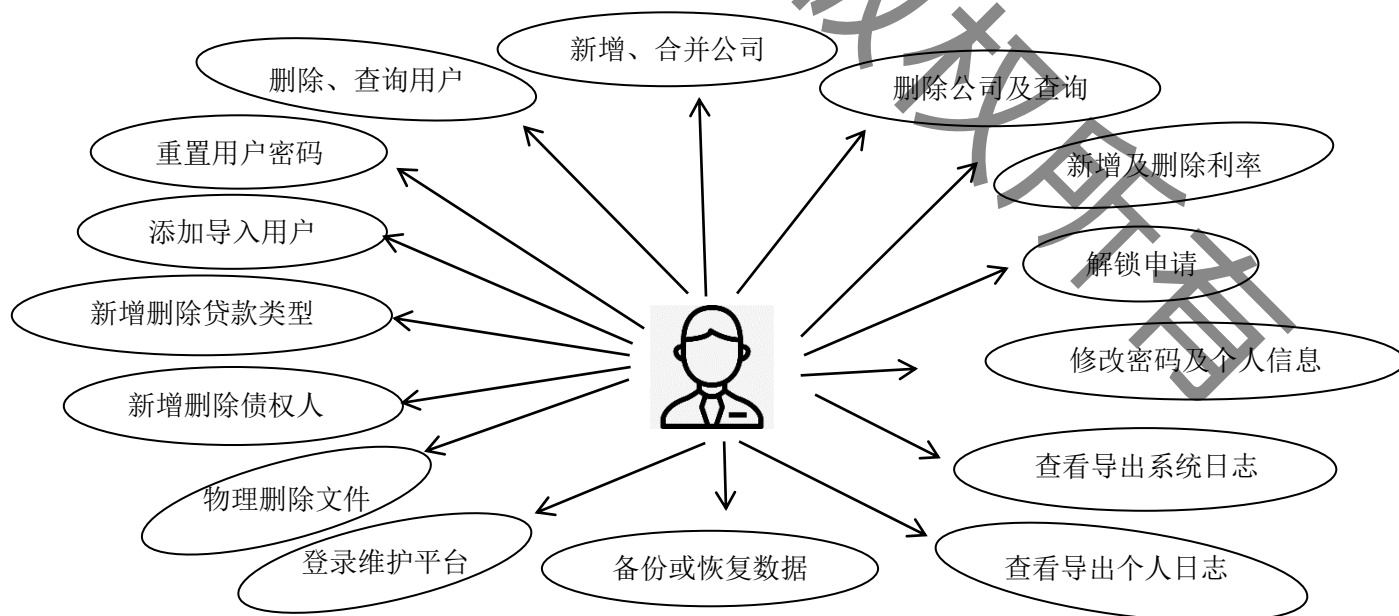 新增、合并公司
删除、查询用户
删除公司及查询
重置用户密码
新增及删除利率
添加导入用户
解锁申请
新增删除贷款类型
修改密码及个人信息
新增删除债权人
查看导出系统日志
物理删除文件
登录维护平台
备份或恢复数据
查看导出个人日志
版权所有